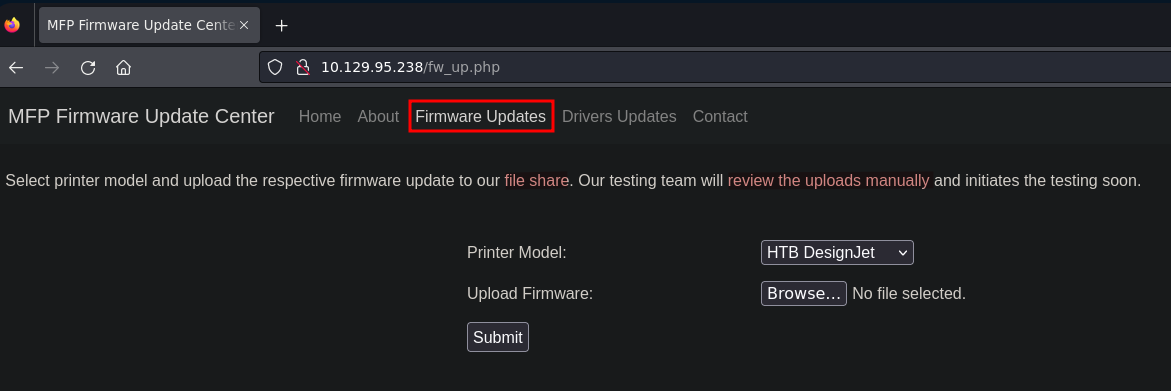 MFP Firmware Update Cente
10.129.95.238/fw_up.php
MFP Firmware Update Center Home About Firmware Updates Drivers Updates Contact
Select printer model and upload the respective firmware update to our file share. Our testing team will review the uploads manually and initiates the testing soon.
Printer Model: HTB DesignJet
Upload Firmware: Browse... No file selected.
Submit